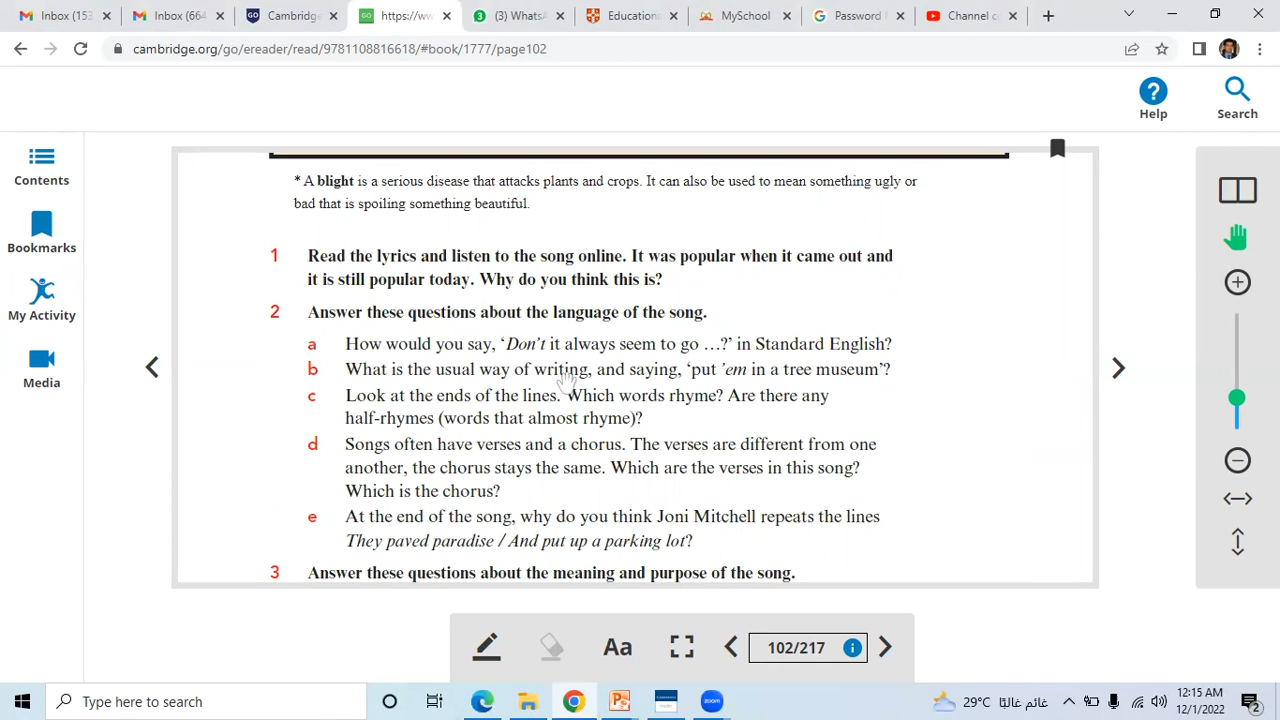 Inbox (153
Inbox (664
Cambridge
https://ww
(3) WhatsA
Educationa
MySchool
Password
Channel co
cambridge.org/go/ereader/read/9781108816618/#book/1777/page102
Help
Search
Contents
Bookmarks
My Activity
Media
* A blight is a serious disease that attacks plants and crops. It can also be used to mean something ugly or
bad that is spoiling something beautiful.
1 Read the lyrics and listen to the song online. It was popular when it came out and
it is still popular today. Why do you think this is?
2 Answer these questions about the language of the song.
a How would you say, ‘Don’t it always seem to go …?’ in Standard English?
b What is the usual way of writing, and saying, ‘put ’em in a tree museum’?
c Look at the ends of the lines. Which words rhyme? Are there any
half-rhymes (words that almost rhyme)?
d Songs often have verses and a chorus. The verses are different from one
another, the chorus stays the same. Which are the verses in this song?
Which is the chorus?
e At the end of the song, why do you think Joni Mitchell repeats the lines
They paved paradise / And put up a parking lot?
3 Answer these questions about the meaning and purpose of the song.
Aa
102/217
Type here to search
29°C غائم غالبًا
12:15 AM
12/1/2022
2